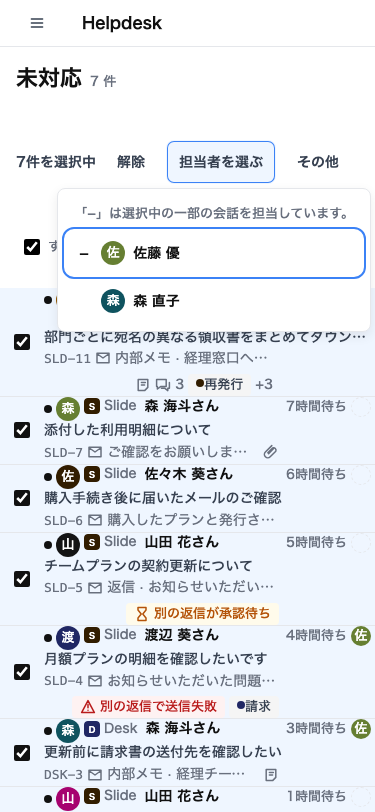 Helpdesk
未対応 7 件
7件を選択中 解除 担当者を選ぶ その他
「–」は選択中の一部の会話を担当しています。
– 佐 佐藤 優
森 森 直子
部門ごとに宛名の異なる領収書をまとめてダウン…
SLD-11 内部メモ · 経理窓口へ…
3 再発行 +3
森 S Slide 森 海斗さん 7時間待ち
添付した利用明細について
SLD-7 ご確認をお願いしま…
佐 S Slide 佐々木 葵さん 6時間待ち
購入手続き後に届いたメールのご確認
SLD-6 購入したプランと発行さ…
山 S Slide 山田 花さん 5時間待ち
チームプランの契約更新について
SLD-5 返信 · お知らせいただい…
別の返信が承認待ち
渡 S Slide 渡辺 葵さん 4時間待ち 佐
月額プランの明細を確認したいです
SLD-4 お知らせいただいた問題…
別の返信で送信失敗 請求
森 D Desk 森 海斗さん 3時間待ち 佐
更新前に請求書の送付先を確認したい
DSK-3 内部メモ · 経理チー…
山 S Slide 山田 花さん 1時間待ち